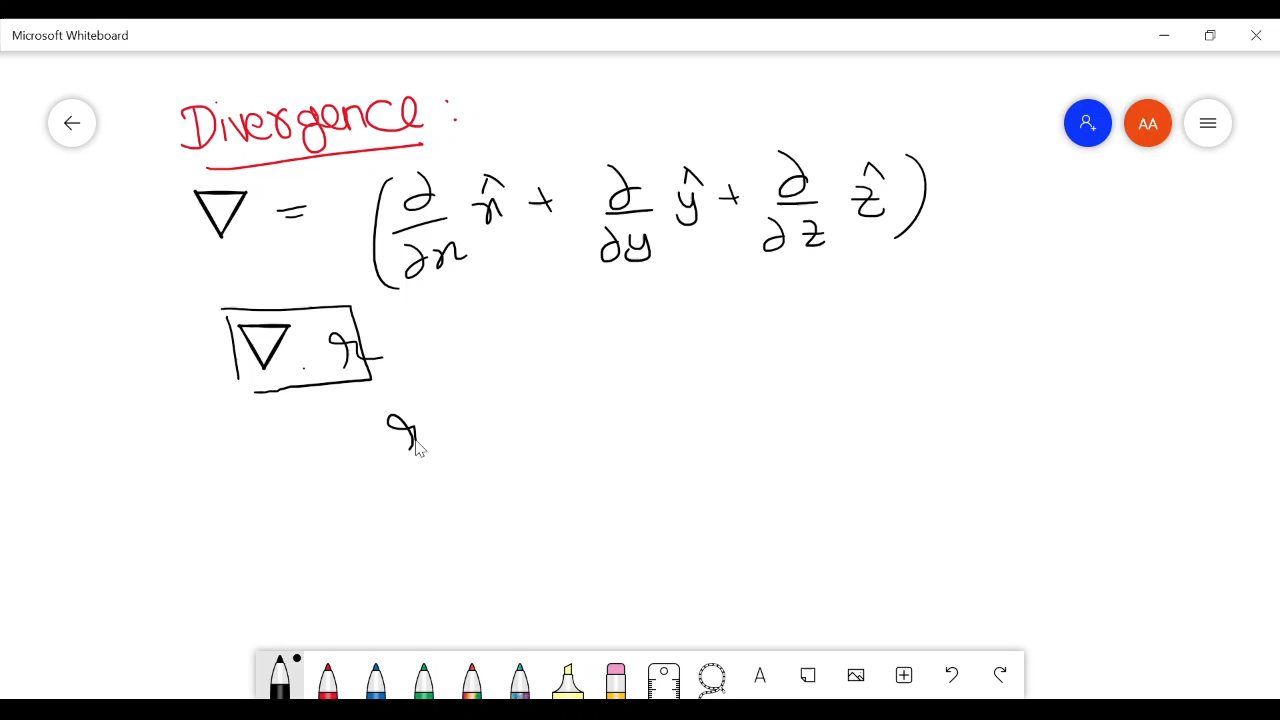 Microsoft Whiteboard
AA
Divergence :
∇ = (∂/∂x x̂ + ∂/∂y ŷ + ∂/∂z ẑ)
∇ . r
r
A